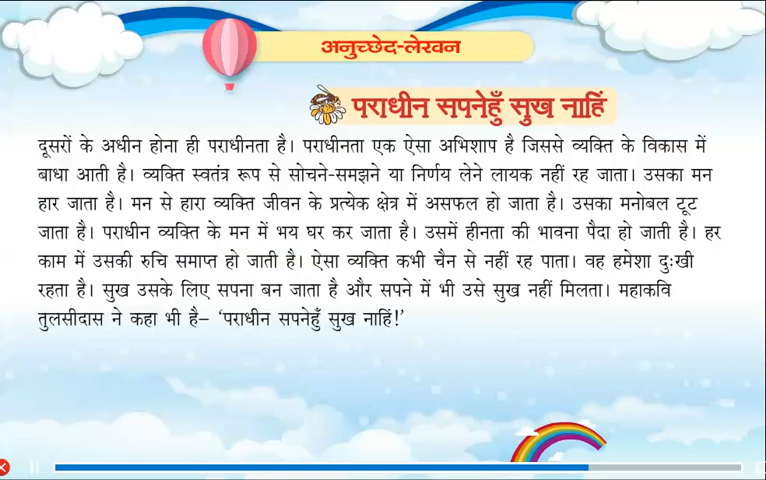 अनुच्छेद-लेखन
पराधीन सपनेहुँ सुख नाहिं
दूसरों के अधीन होना ही पराधीनता है। पराधीनता एक ऐसा अभिशाप है जिससे व्यक्ति के विकास में
बाधा आती है। व्यक्ति स्वतंत्र रूप से सोचने-समझने या निर्णय लेने लायक नहीं रह जाता। उसका मन
हार जाता है। मन से हारा व्यक्ति जीवन के प्रत्येक क्षेत्र में असफल हो जाता है। उसका मनोबल टूट
जाता है। पराधीन व्यक्ति के मन में भय घर कर जाता है। उसमें हीनता की भावना पैदा हो जाती है। हर
काम में उसकी रुचि समाप्त हो जाती है। ऐसा व्यक्ति कभी चैन से नहीं रह पाता। वह हमेशा दुःखी
रहता है। सुख उसके लिए सपना बन जाता है और सपने में भी उसे सुख नहीं मिलता। महाकवि
तुलसीदास ने कहा भी है– ‘पराधीन सपनेहुँ सुख नाहिं!’